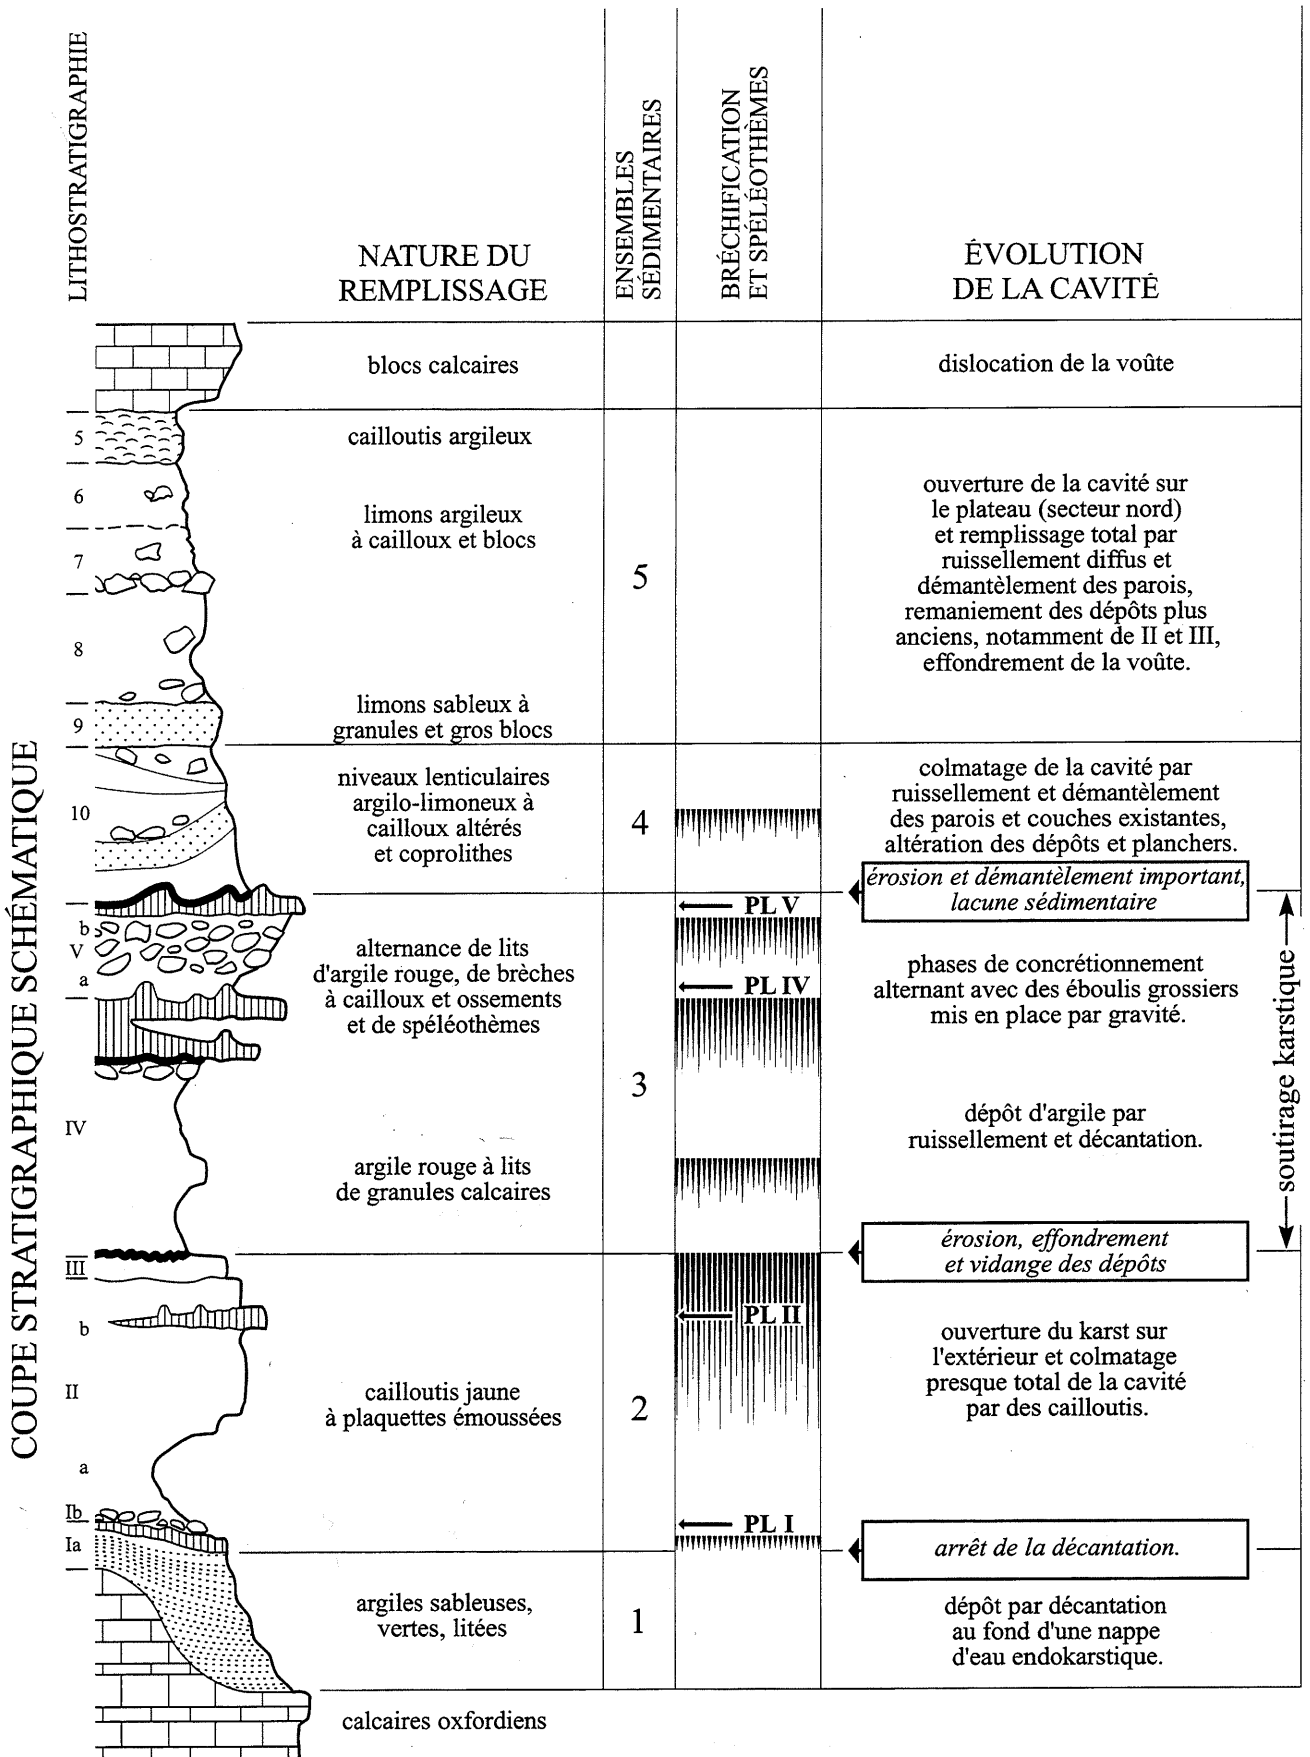 COUPE STRATIGRAPHIQUE SCHÉMATIQUE
LITHOSTRATIGRAPHIE
NATURE DU
REMPLISSAGE
ENSEMBLES
SÉDIMENTAIRES
BRÉCHIFICATION
ET SPÉLÉOTHÈMES
ÉVOLUTION
DE LA CAVITÉ
blocs calcaires
dislocation de la voûte
5
cailloutis argileux
6
limons argileux
à cailloux et blocs
7
8
9
limons sableux à
granules et gros blocs
5
ouverture de la cavité sur
le plateau (secteur nord)
et remplissage total par
ruissellement diffus et
démantèlement des parois,
remaniement des dépôts plus
anciens, notamment de II et III,
effondrement de la voûte.
10
niveaux lenticulaires
argilo-limoneux à
cailloux altérés
et coprolithes
4
colmatage de la cavité par
ruissellement et démantèlement
des parois et couches existantes,
altération des dépôts et planchers.
érosion et démantèlement important,
lacune sédimentaire
b
V
a
alternance de lits
d'argile rouge, de brèches
à cailloux et ossements
et de spéléothèmes
PL V
PL IV
phases de concrétionnement
alternant avec des éboulis grossiers
mis en place par gravité.
3
IV
argile rouge à lits
de granules calcaires
dépôt d'argile par
ruissellement et décantation.
soutirage karstique
érosion, effondrement
et vidange des dépôts
III
b
II
a
cailloutis jaune
à plaquettes émoussées
2
PL II
ouverture du karst sur
l'extérieur et colmatage
presque total de la cavité
par des cailloutis.
Ib
Ia
PL I
arrêt de la décantation.
argiles sableuses,
vertes, litées
1
dépôt par décantation
au fond d'une nappe
d'eau endokarstique.
calcaires oxfordiens